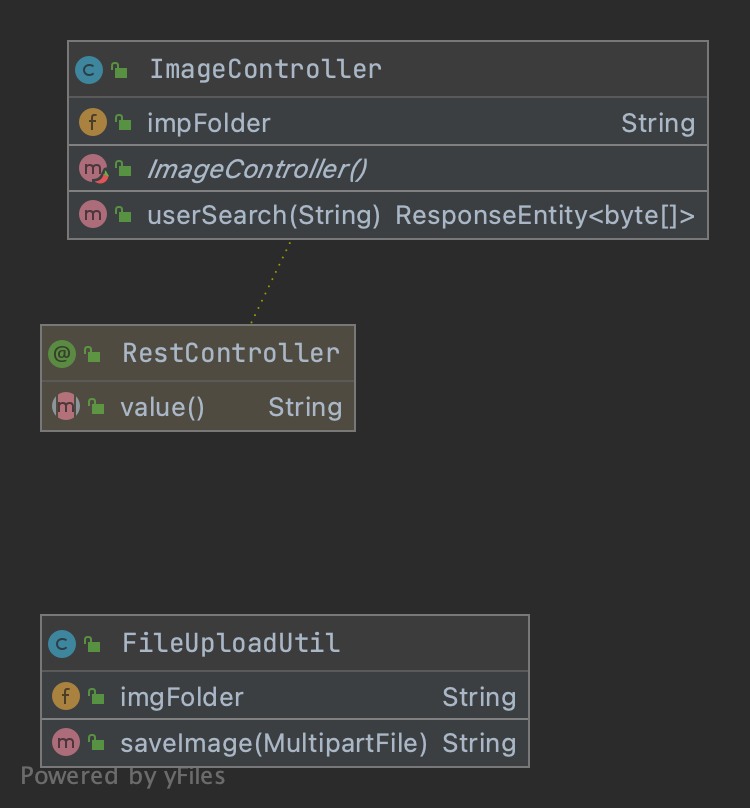 C ImageController
f impFolder String
m ImageController()
m userSearch(String) ResponseEntity<byte[]>
@ RestController
m value() String
C FileUploadUtil
f imgFolder String
m saveImage(MultipartFile) String
Powered by yFiles